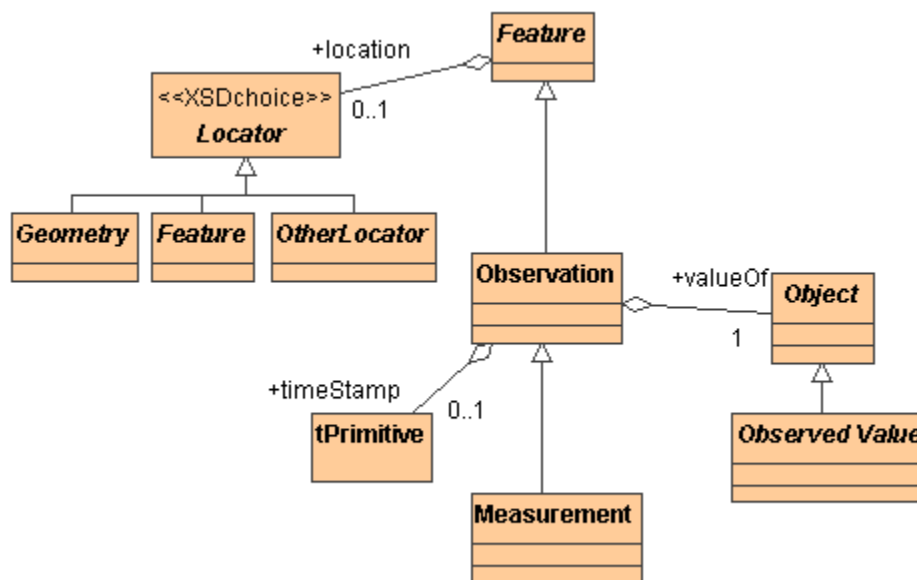 Feature
+location
0..1
<<XSDchoice>>
Locator
Geometry
Feature
OtherLocator
Observation
+valueOf
1
Object
+timeStamp
0..1
tPrimitive
Observed Value
Measurement